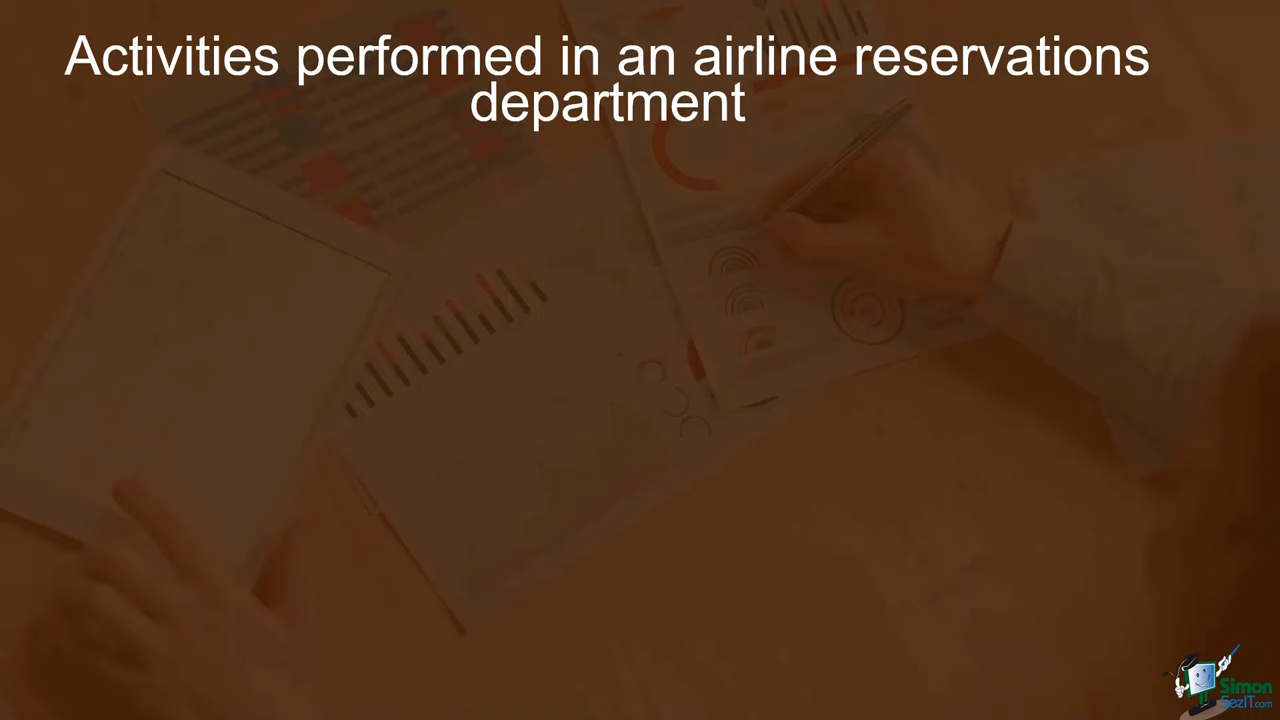 Activities performed in an airline reservations
department
Simon
SezIT.com